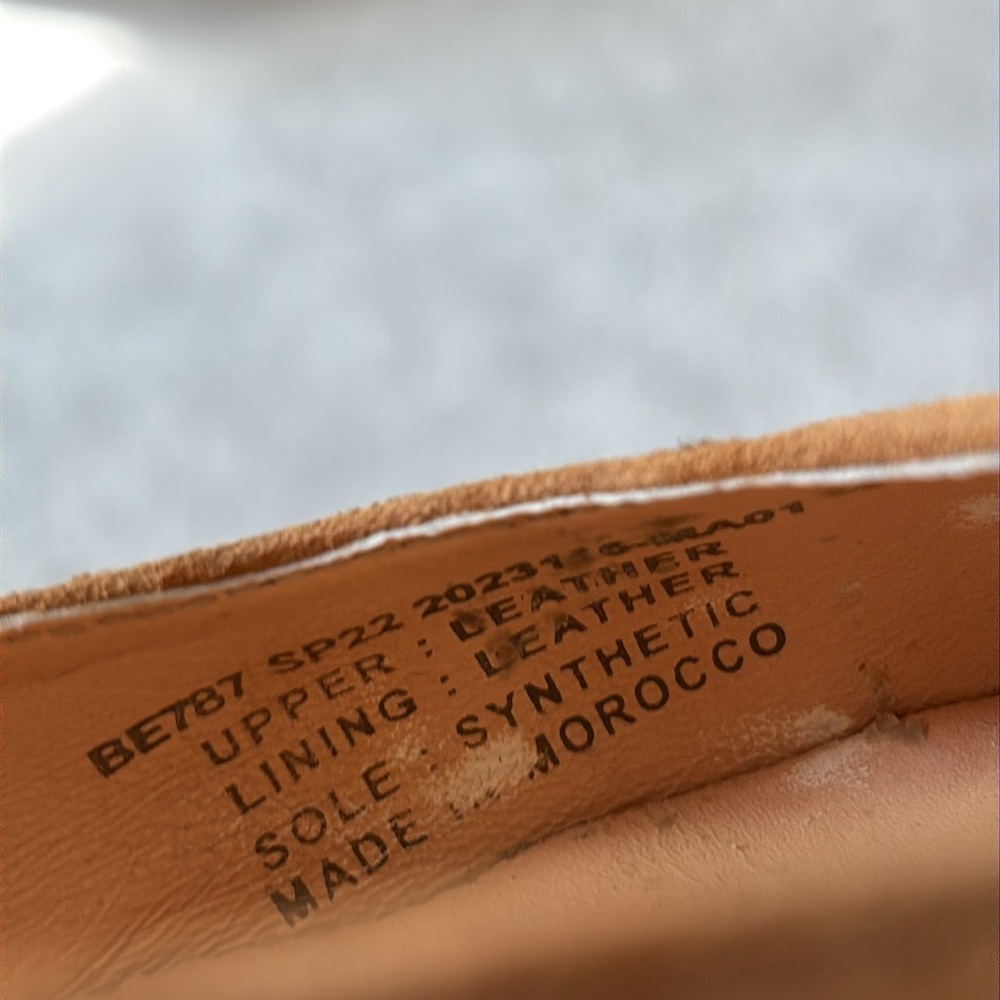 BE787 SP22
UPPER : LEATHER
LINING : LEATHER
SOLE : SYNTHETIC
MADE MOROCCO